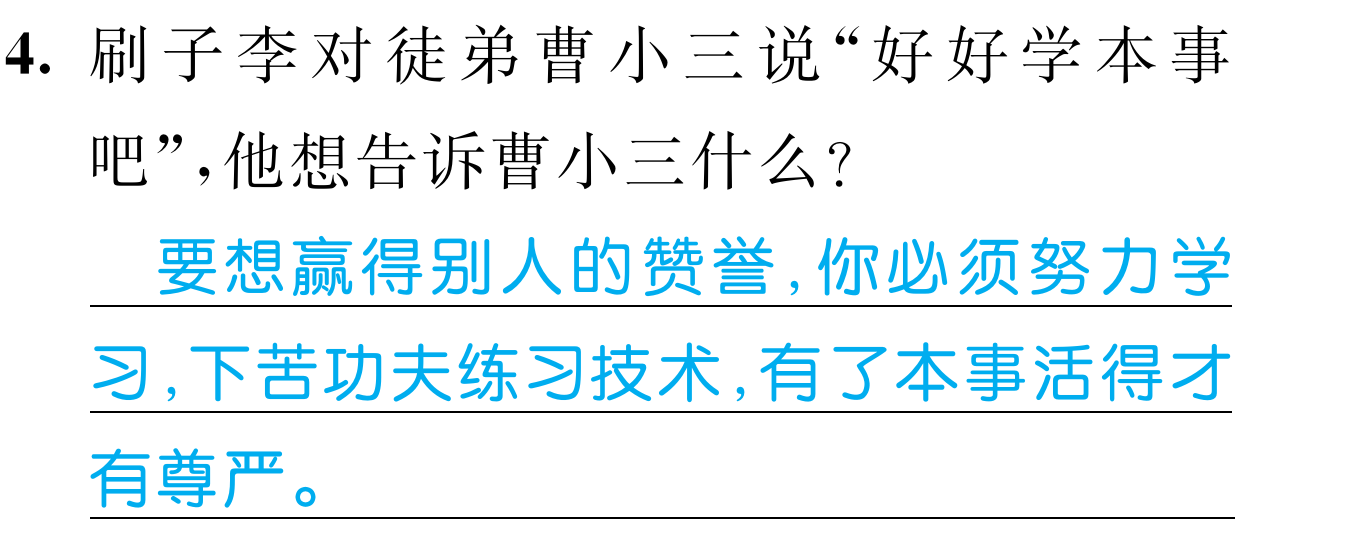 4. 刷子李对徒弟曹小三说“好好学本事
吧”,他想告诉曹小三什么?
要想赢得别人的赞誉,你必须努力学
习,下苦功夫练习技术,有了本事活得才
有尊严。